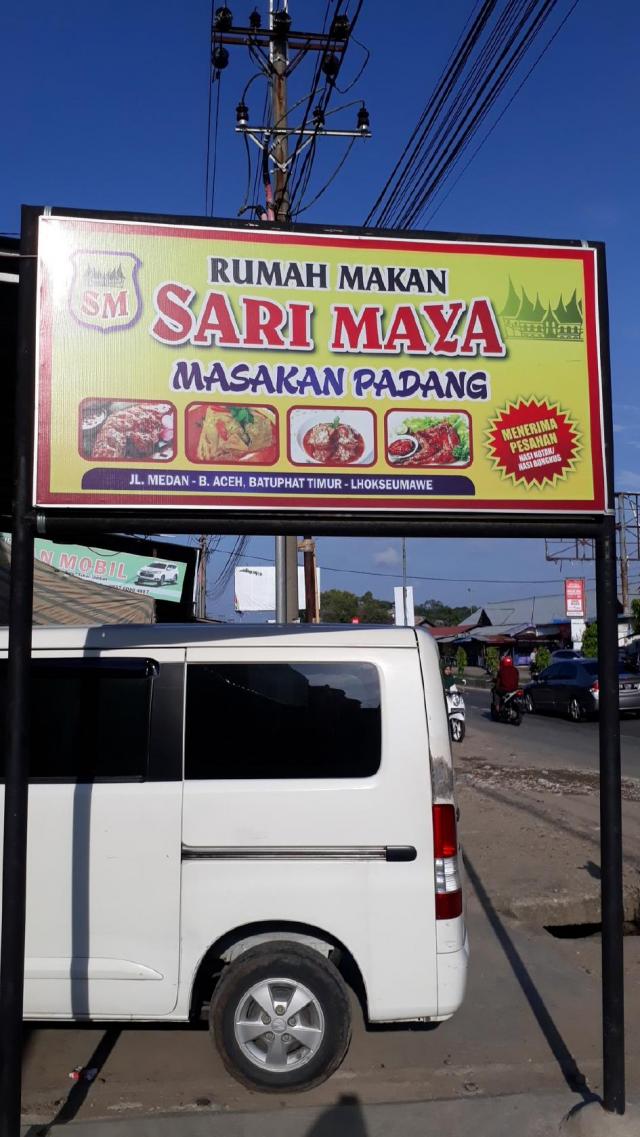 RUMAH MAKAN
SM
SARI MAYA
MASAKAN PADANG
MENERIMA
PESANAN
NASI KOTAK/
NASI BUNGKUS
JL. MEDAN - B. ACEH, BATUPHAT TIMUR - LHOKSEUMAWE
N MOBIL